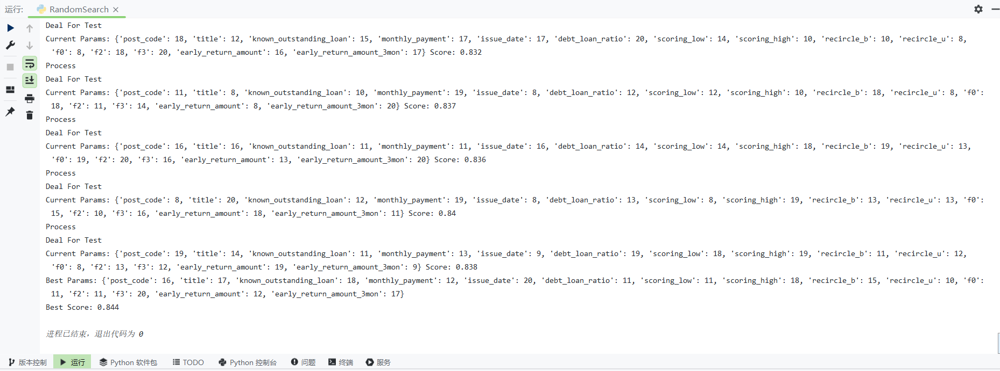 运行:
RandomSearch
Deal For Test
Current Params: {'post_code': 18, 'title': 12, 'known_outstanding_loan': 15, 'monthly_payment': 17, 'issue_date': 17, 'debt_loan_ratio': 20, 'scoring_low': 14, 'scoring_high': 10, 'recircle_b': 10, 'recircle_u': 8,
'f0': 8, 'f2': 18, 'f3': 20, 'early_return_amount': 16, 'early_return_amount_3mon': 17} Score: 0.832
Process
Deal For Test
Current Params: {'post_code': 11, 'title': 8, 'known_outstanding_loan': 10, 'monthly_payment': 19, 'issue_date': 8, 'debt_loan_ratio': 12, 'scoring_low': 12, 'scoring_high': 10, 'recircle_b': 18, 'recircle_u': 8, 'f0':
18, 'f2': 11, 'f3': 14, 'early_return_amount': 8, 'early_return_amount_3mon': 20} Score: 0.837
Process
Deal For Test
Current Params: {'post_code': 16, 'title': 16, 'known_outstanding_loan': 11, 'monthly_payment': 11, 'issue_date': 16, 'debt_loan_ratio': 14, 'scoring_low': 14, 'scoring_high': 18, 'recircle_b': 19, 'recircle_u': 13,
'f0': 19, 'f2': 20, 'f3': 16, 'early_return_amount': 13, 'early_return_amount_3mon': 20} Score: 0.836
Process
Deal For Test
Current Params: {'post_code': 8, 'title': 20, 'known_outstanding_loan': 12, 'monthly_payment': 19, 'issue_date': 8, 'debt_loan_ratio': 13, 'scoring_low': 8, 'scoring_high': 19, 'recircle_b': 13, 'recircle_u': 13, 'f0':
15, 'f2': 10, 'f3': 16, 'early_return_amount': 18, 'early_return_amount_3mon': 11} Score: 0.84
Process
Deal For Test
Current Params: {'post_code': 19, 'title': 14, 'known_outstanding_loan': 11, 'monthly_payment': 13, 'issue_date': 9, 'debt_loan_ratio': 19, 'scoring_low': 18, 'scoring_high': 19, 'recircle_b': 11, 'recircle_u': 12,
'f0': 8, 'f2': 13, 'f3': 12, 'early_return_amount': 19, 'early_return_amount_3mon': 9} Score: 0.838
Best Params: {'post_code': 16, 'title': 17, 'known_outstanding_loan': 18, 'monthly_payment': 12, 'issue_date': 20, 'debt_loan_ratio': 11, 'scoring_low': 11, 'scoring_high': 18, 'recircle_b': 15, 'recircle_u': 10, 'f0':
11, 'f2': 11, 'f3': 20, 'early_return_amount': 12, 'early_return_amount_3mon': 17}
Best Score: 0.844
进程已结束，退出代码为 0
版本控制 运行 Python 软件包 TODO Python 控制台 问题 终端 服务